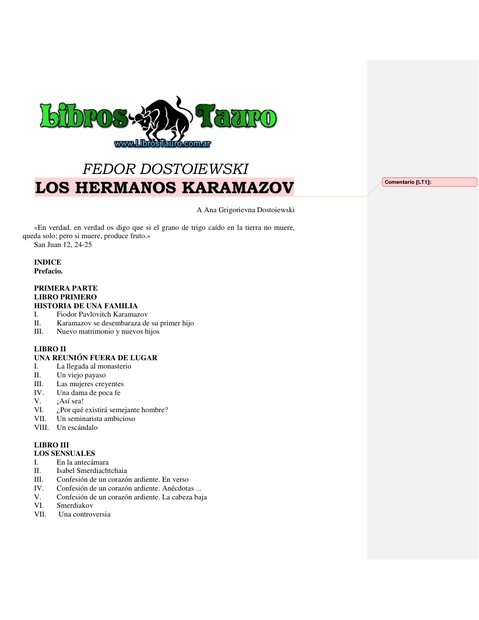 Libros Tauro
www.LibrosTauro.com.ar
FEDOR DOSTOIEWSKI
LOS HERMANOS KARAMAZOV
Comentario [LT1]:
A Ana Grigorievna Dostoiewski
«En verdad, en verdad os digo que si el grano de trigo caído en la tierra no muere,
queda solo; pero si muere, produce fruto.»
San Juan 12, 24-25
INDICE
Prefacio.
PRIMERA PARTE
LIBRO PRIMERO
HISTORIA DE UNA FAMILIA
I. Fiodor Pavlovitch Karamazov
II. Karamazov se desembaraza de su primer hijo
III. Nuevo matrimonio y nuevos hijos
LIBRO II
UNA REUNIÓN FUERA DE LUGAR
I. La llegada al monasterio
II. Un viejo payaso
III. Las mujeres creyentes
IV. Una dama de poca fe
V. ¡Así sea!
VI. ¿Por qué existirá semejante hombre?
VII. Un seminarista ambicioso
VIII. Un escándalo
LIBRO III
LOS SENSUALES
I. En la antecámara
II. Isabel Smerdiachtchaia
III. Confesión de un corazón ardiente. En verso
IV. Confesión de un corazón ardiente. Anécdotas ...
V. Confesión de un corazón ardiente. La cabeza baja
VI. Smerdiakov
VII. Una controversia